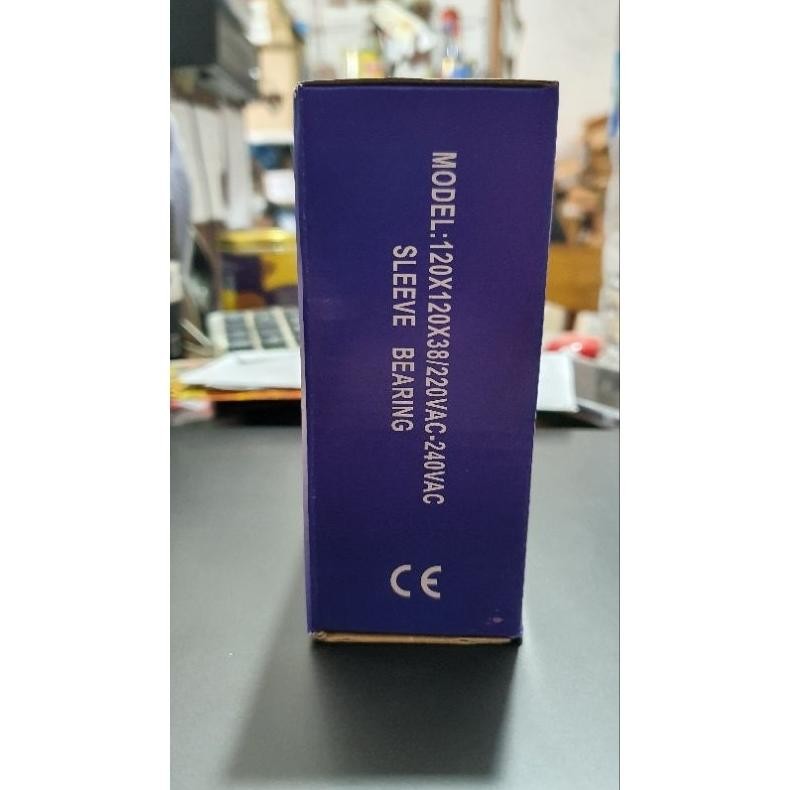 MODEL:120X120X38/220VAC-240VAC
SLEEVE BEARING
CE